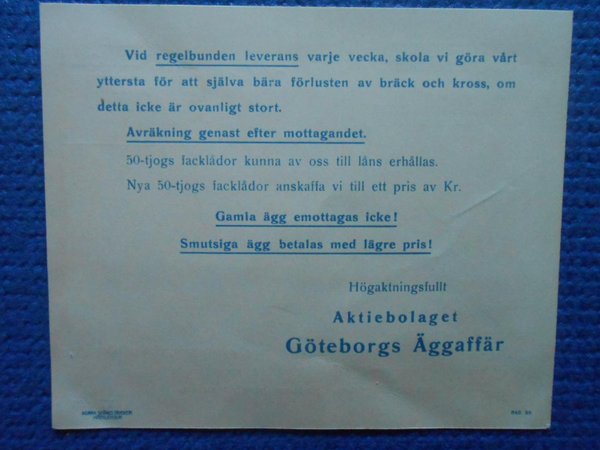 Vid regelbunden leverans varje vecka, skola vi göra vårt
yttersta för att själva bära förlusten av bräck och kross, om
detta icke är ovanligt stort.
Avräkning genast efter mottagandet.
50-tjogs facklådor kunna av oss till låns erhållas.
Nya 50-tjogs facklådor anskaffa vi till ett pris av Kr.
Gamla ägg emottagas icke!
Smutsiga ägg betalas med lägre pris!
Högaktningsfullt
Aktiebolaget
Göteborgs Äggaffär